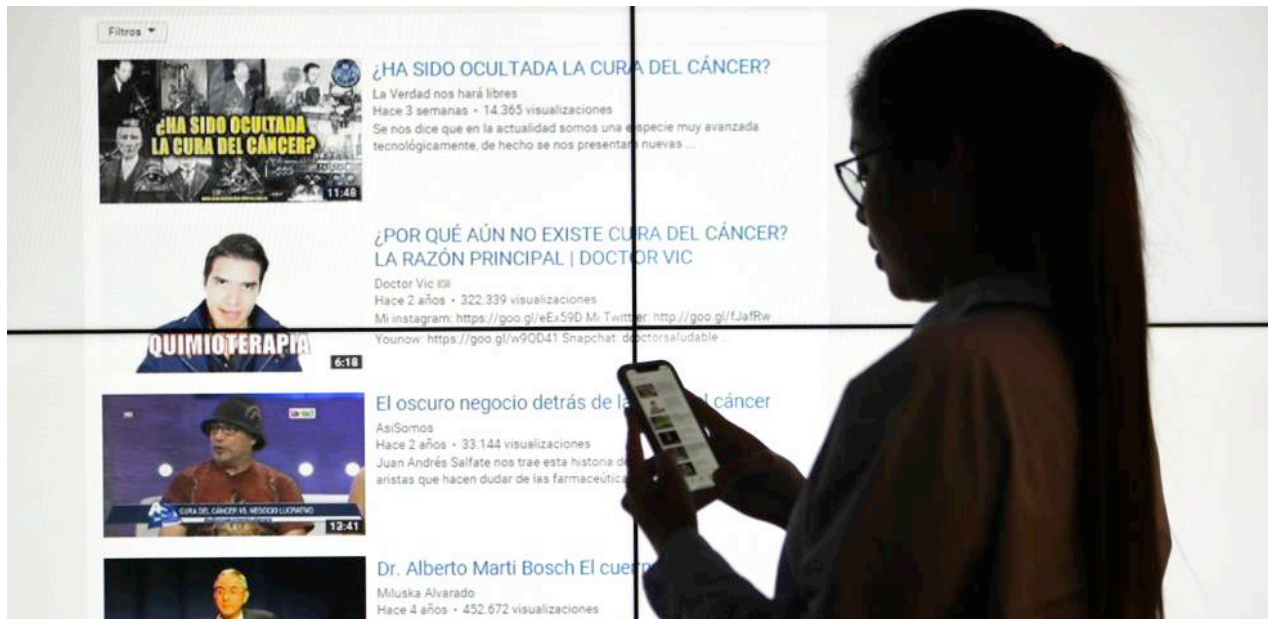 Filtros
¿HA SIDO OCULTADA LA CURA DEL CÁNCER?
La Verdad nos hará libres
Hace 3 semanas • 14.365 visualizaciones
Se nos dice que en la actualidad somos una especie muy avanzada
tecnológicamente, de hecho se nos presentan nuevas ...
¿HA SIDO OCULTADA
LA CURA DEL CÁNCER?
11:48
¿POR QUÉ AÚN NO EXISTE CURA DEL CÁNCER?
LA RAZÓN PRINCIPAL | DOCTOR VIC
Doctor Vic
Hace 2 años • 322.339 visualizaciones
Mi instagram: https://goo.gl/eEx59D Mi Twitter: http://goo.gl/fJafRw
Younow: https://goo.gl/w9QD41 Snapchat: doctorsaludable ...
QUIMIOTERAPIA
6:18
El oscuro negocio detrás de la cáncer
AsiSomos
Hace 2 años • 33.144 visualizaciones
Juan Andrés Salfate nos trae esta historia
aristas que hacen dudar de las farmacéutica
lared
CURA DEL CÁNCER VS. NEGOCIO LUCRATIVO
12:41
Dr. Alberto Marti Bosch El
Miluska Alvarado
Hace 4 años • 452.672 visualizaciones